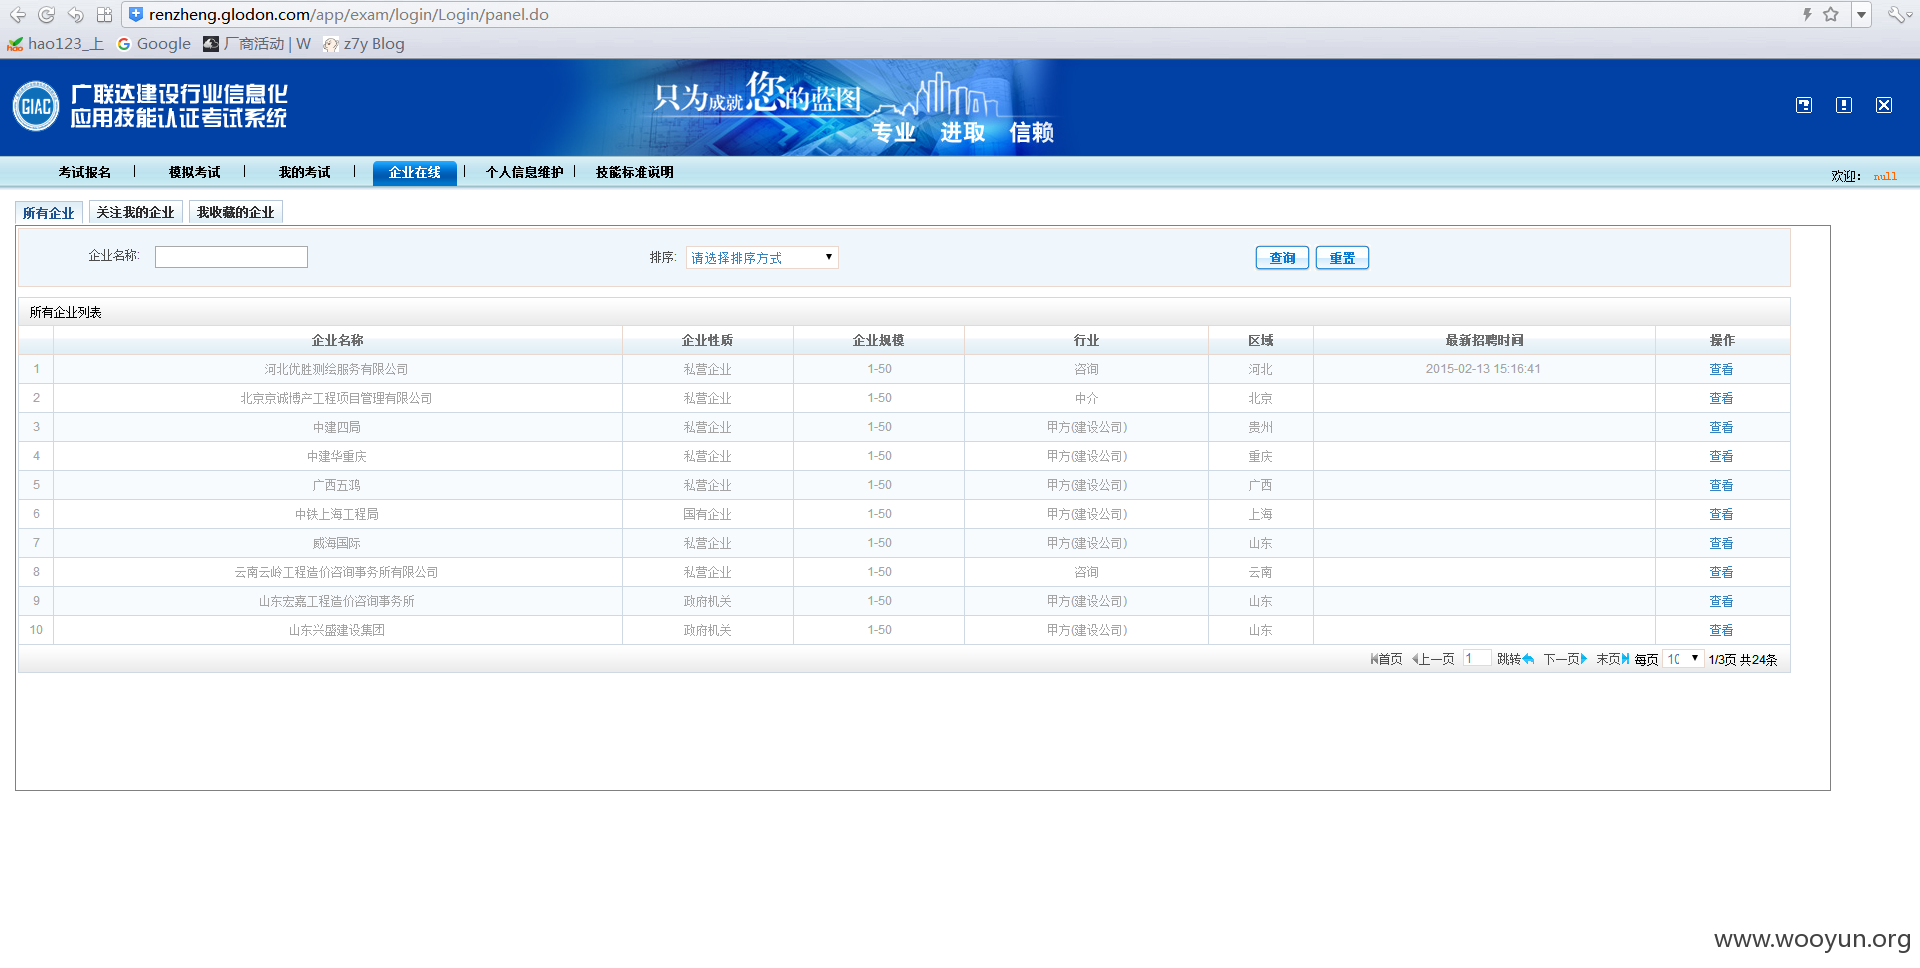 renzheng.glodon.com/app/exam/login/Login/panel.do
hao123_上 Google 厂商活动 | W z7y Blog
GIAC 广联达建设行业信息化
应用技能认证考试系统
只为成就您的蓝图
专业 进取 信赖
考试报名 | 模拟考试 | 我的考试 | 企业在线 | 个人信息维护 | 技能标准说明
欢迎: null
所有企业 关注我的企业 我收藏的企业
企业名称: 排序: 请选择排序方式 查询 重置
所有企业列表
企业名称 企业性质 企业规模 行业 区域 最新招聘时间 操作
1 河北优胜测绘服务有限公司 私营企业 1-50 咨询 河北 2015-02-13 15:16:41 查看
2 北京京诚博产工程项目管理有限公司 私营企业 1-50 中介 北京 查看
3 中建四局 私营企业 1-50 甲方(建设公司) 贵州 查看
4 中建华重庆 私营企业 1-50 甲方(建设公司) 重庆 查看
5 广西五鸿 私营企业 1-50 甲方(建设公司) 广西 查看
6 中铁上海工程局 国有企业 1-50 甲方(建设公司) 上海 查看
7 威海国际 私营企业 1-50 甲方(建设公司) 山东 查看
8 云南云岭工程造价咨询事务所有限公司 私营企业 1-50 咨询 云南 查看
9 山东宏嘉工程造价咨询事务所 政府机关 1-50 甲方(建设公司) 山东 查看
10 山东兴盛建设集团 政府机关 1-50 甲方(建设公司) 山东 查看
首页 上一页 1 跳转 下一页 末页 每页 10 1/3页 共24条
www.wooyun.org